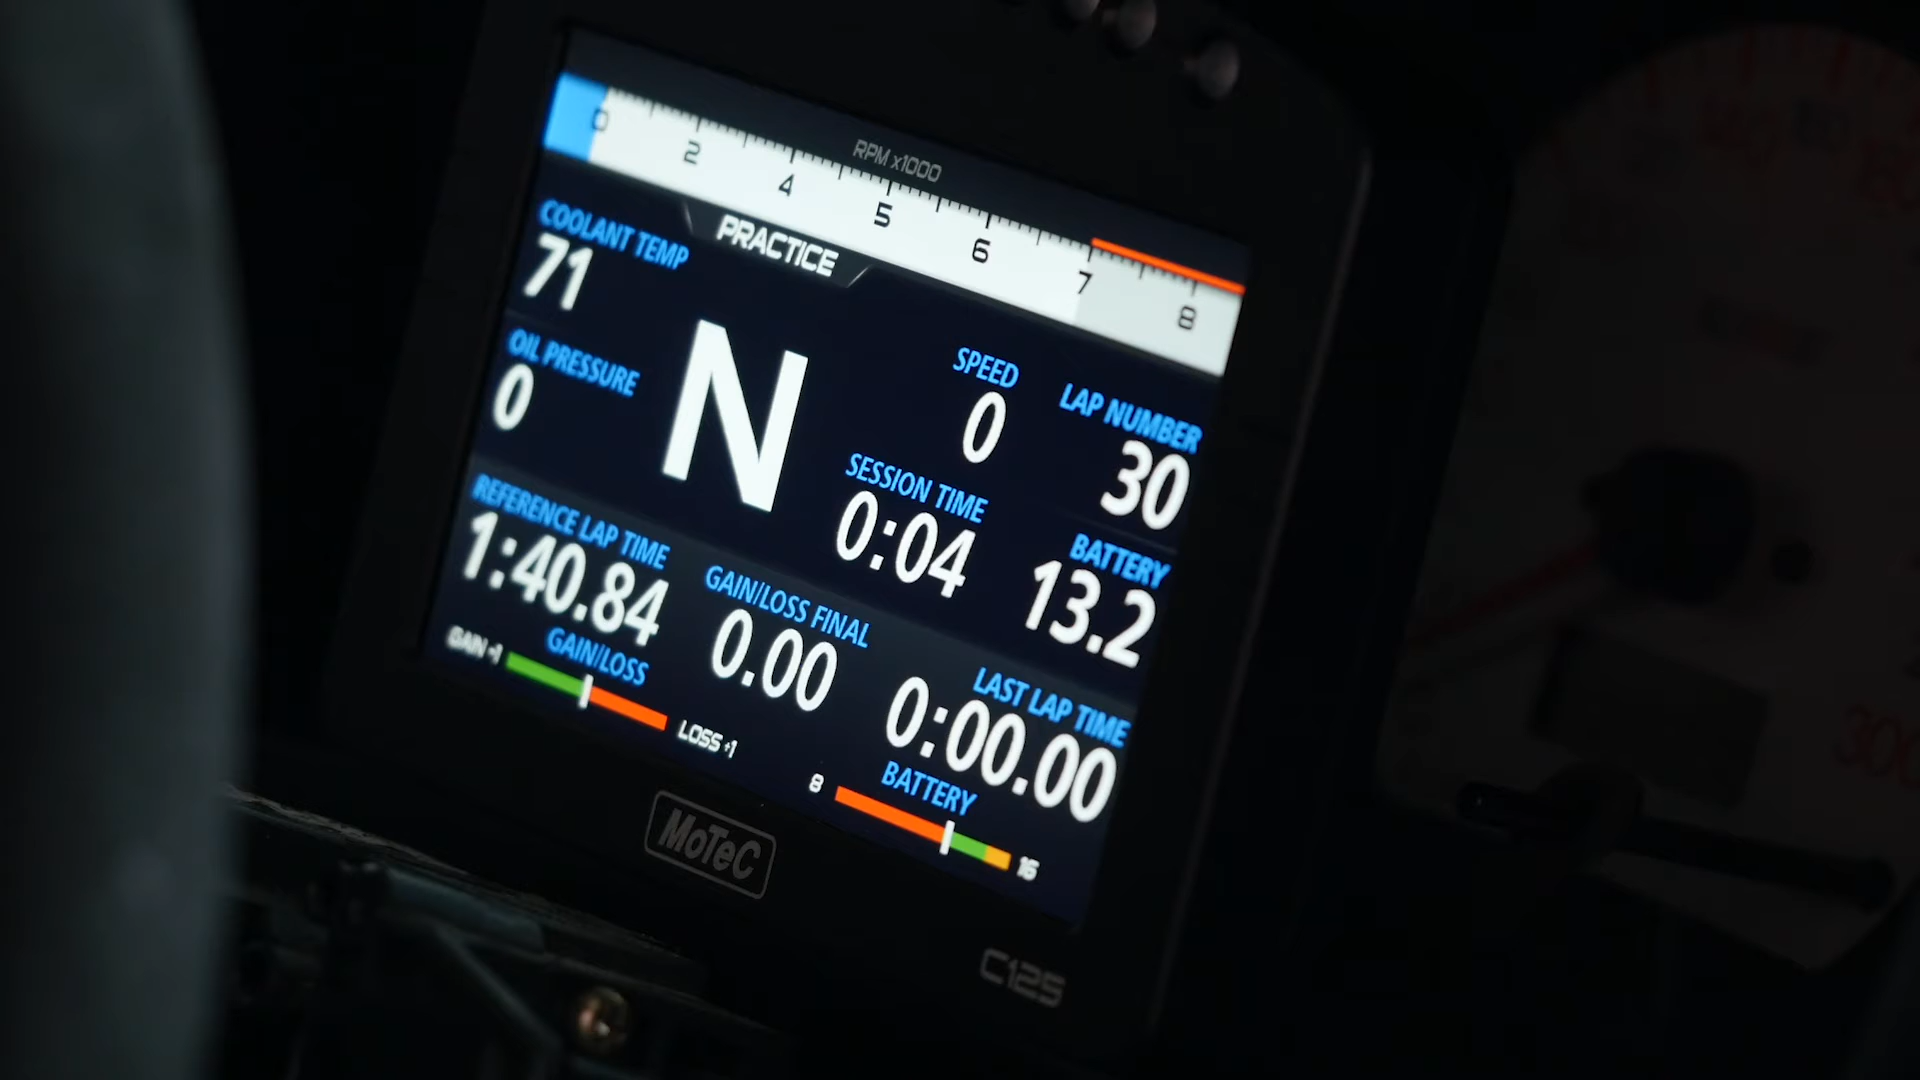 RPM x1000
0 2 4 5 6 7 8
PRACTICE
COOLANT TEMP
71
OIL PRESSURE
0
N
SPEED
0
LAP NUMBER
30
SESSION TIME
0:04
BATTERY
13.2
REFERENCE LAP TIME
1:40.84
GAIN/LOSS FINAL
0.00
LAST LAP TIME
0:00.00
GAIN/LOSS
GAIN -1
LOSS +1
BATTERY
8
16
MoTeC
C125
300